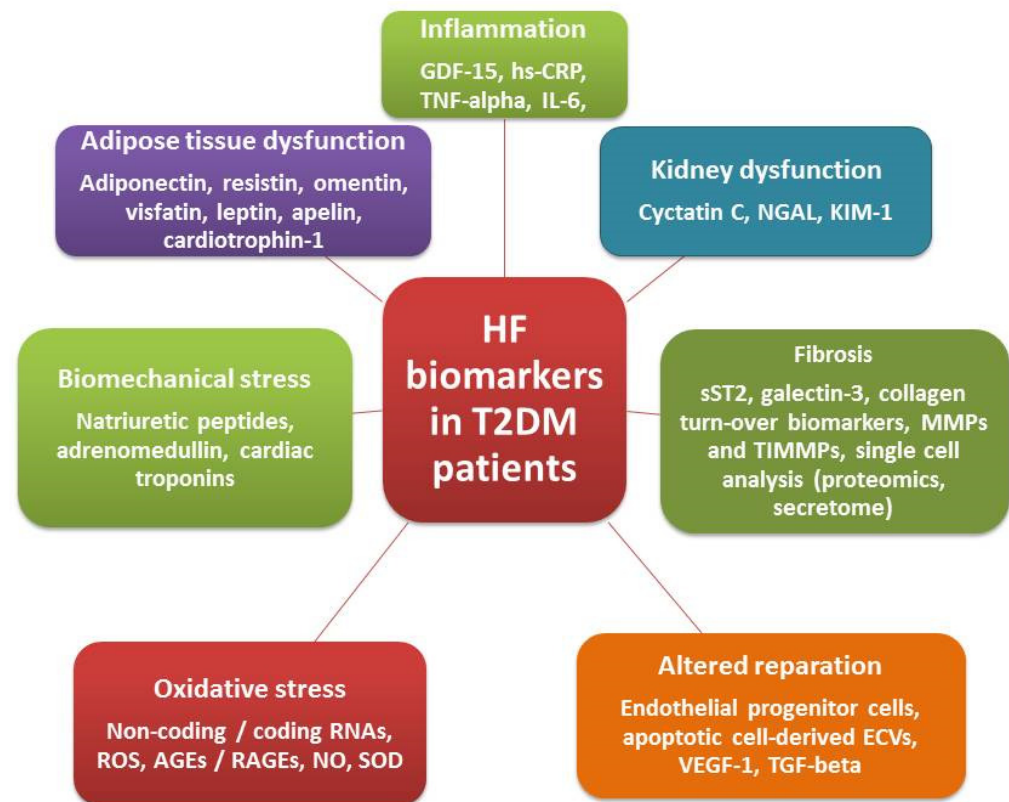 Inflammation
GDF-15, hs-CRP,
TNF-alpha, IL-6,
Adipose tissue dysfunction
Adiponectin, resistin, omentin,
visfatin, leptin, apelin,
cardiotrophin-1
Kidney dysfunction
Cyctatin C, NGAL, KIM-1
HF
biomarkers
in T2DM
patients
Biomechanical stress
Natriuretic peptides,
adrenomedullin, cardiac
troponins
Fibrosis
sST2, galectin-3, collagen
turn-over biomarkers, MMPs
and TIMMPs, single cell
analysis (proteomics,
secretome)
Oxidative stress
Non-coding / coding RNAs,
ROS, AGEs / RAGEs, NO, SOD
Altered reparation
Endothelial progenitor cells,
apoptotic cell-derived ECVs,
VEGF-1, TGF-beta